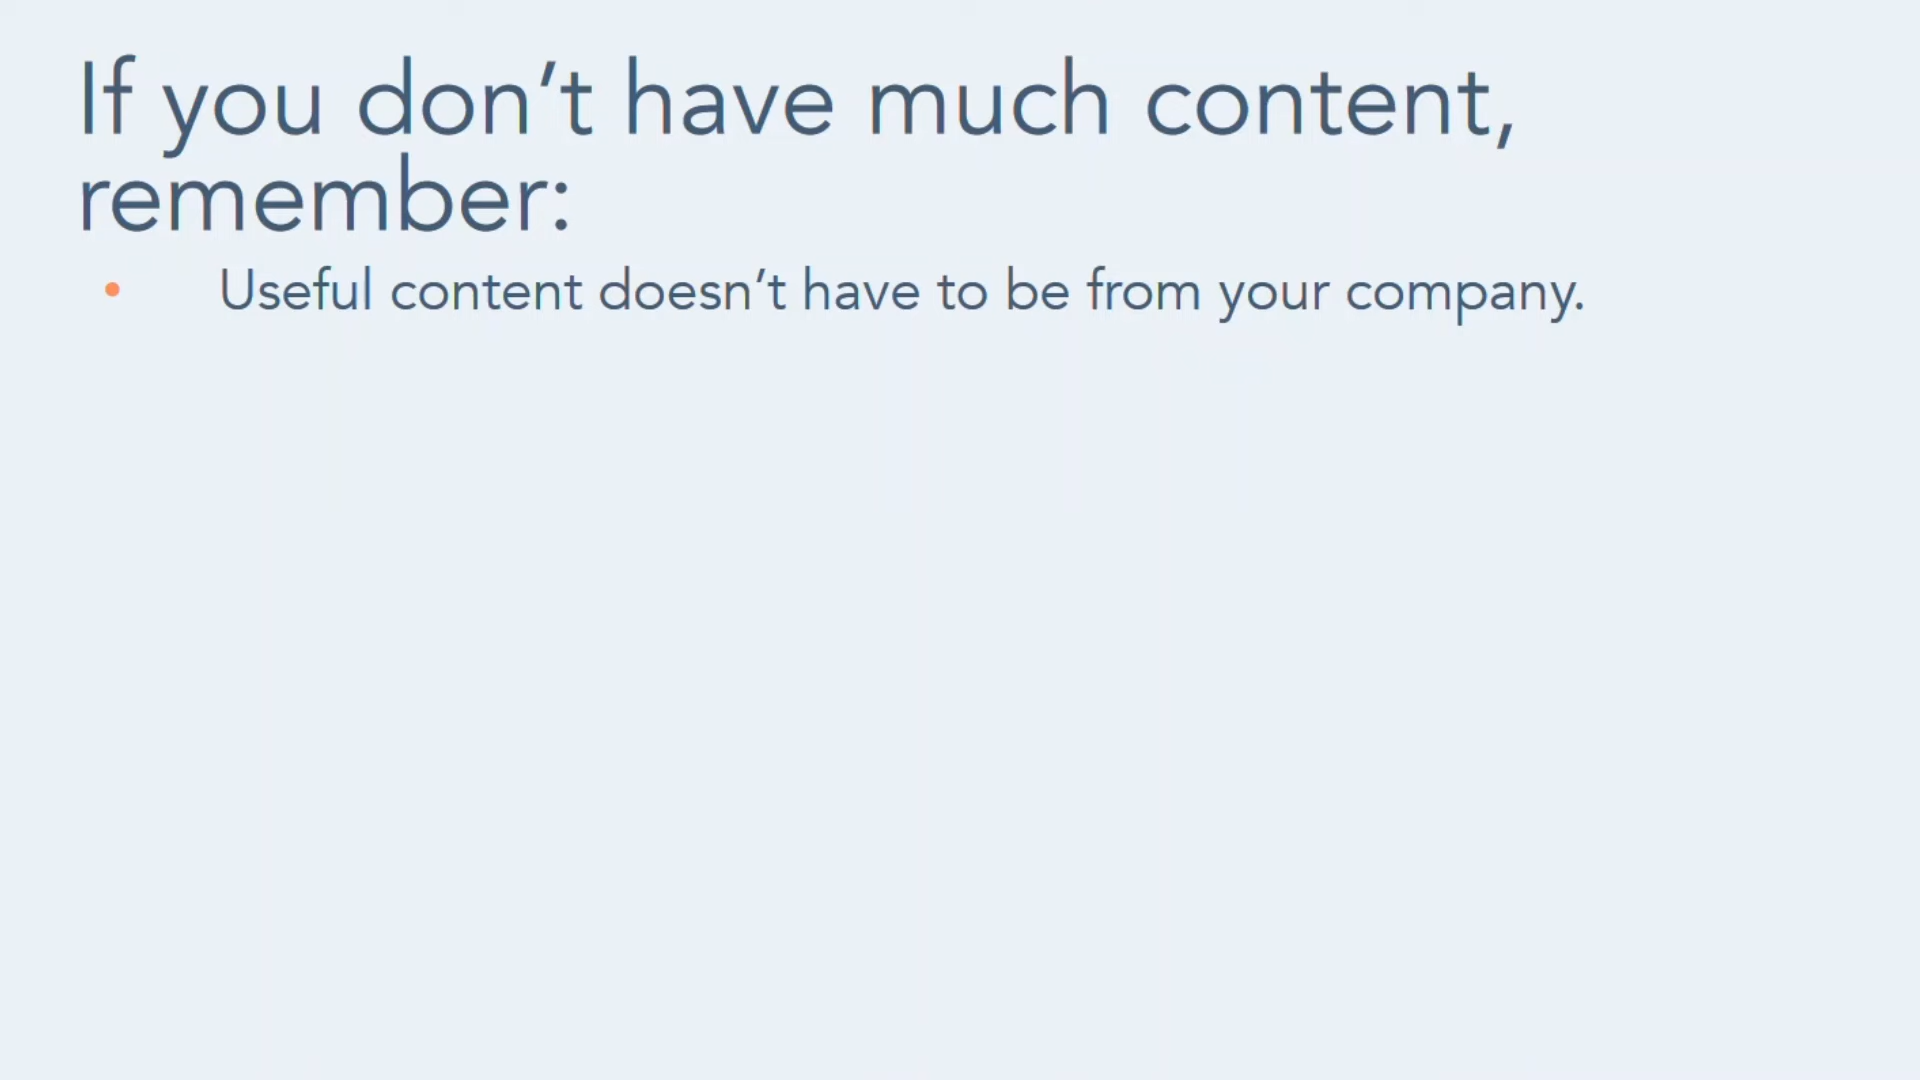 If you don’t have much content,
remember:
• Useful content doesn’t have to be from your company.